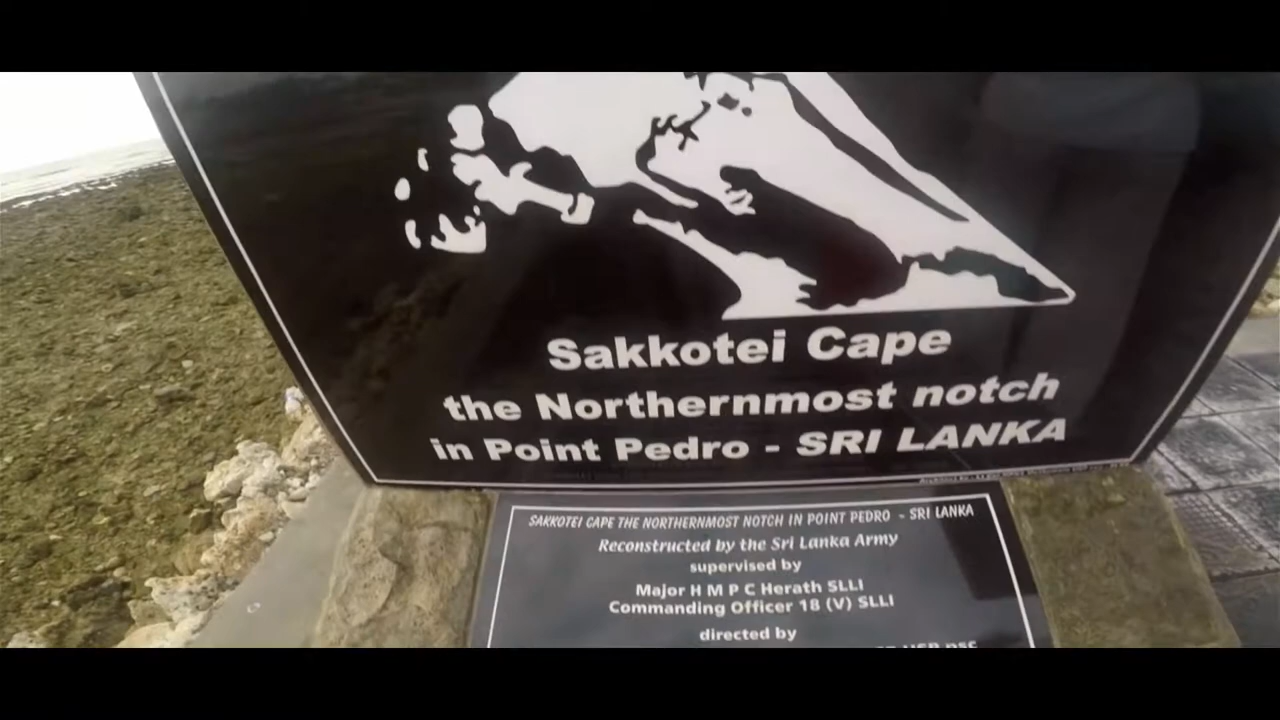 Sakkotei Cape
the Northernmost notch
in Point Pedro - SRI LANKA
SAKKOTEI CAPE THE NORTHERNMOST NOTCH IN POINT PEDRO - SRI LANKA
Reconstructed by the Sri Lanka Army
supervised by
Major H M P C Herath SLLI
Commanding Officer 18 (V) SLLI
directed by